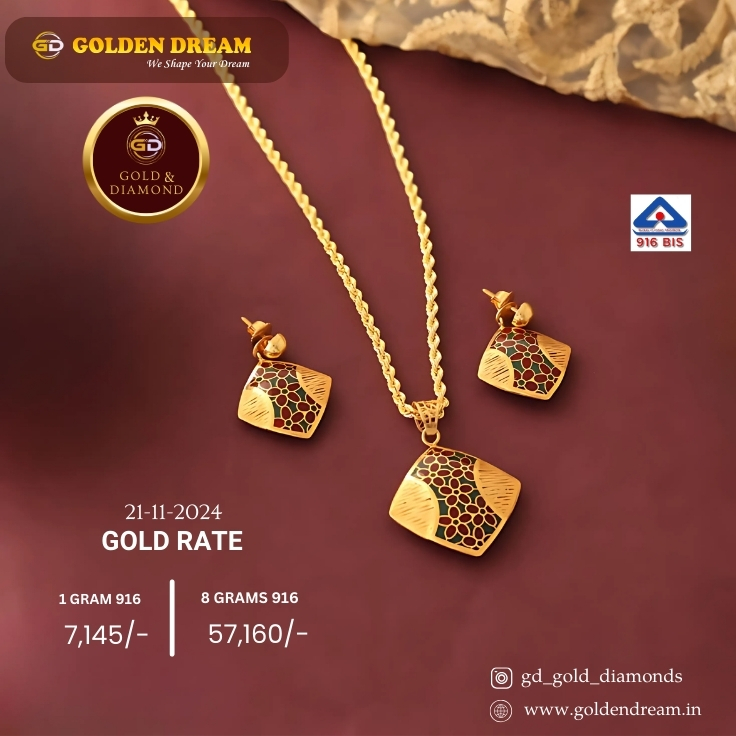 GD GOLDEN DREAM
We Shape Your Dream
GD
GOLD &
DIAMOND
916 BIS
21-11-2024
GOLD RATE
1 GRAM 916
8 GRAMS 916
7,145/-
57,160/-
gd_gold_diamonds
www.goldendream.in